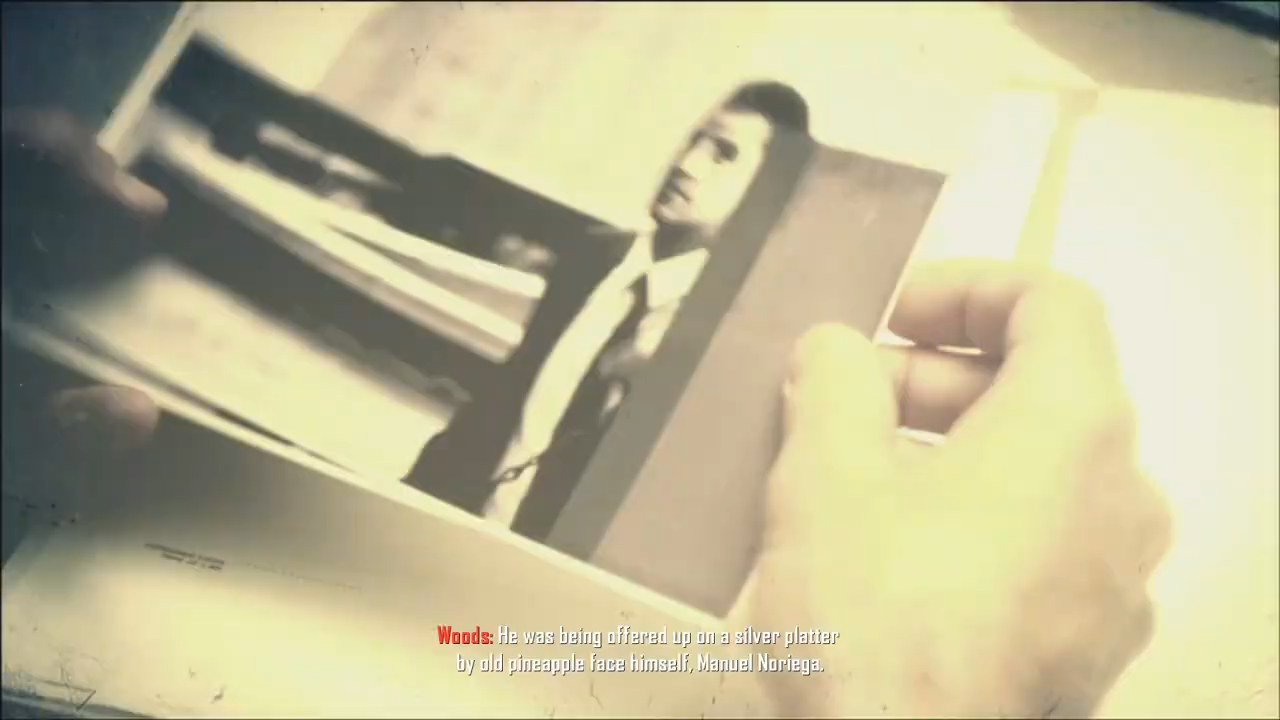 Woods: He was being offered up on a silver platter
by old pineapple face himself, Manuel Noriega.